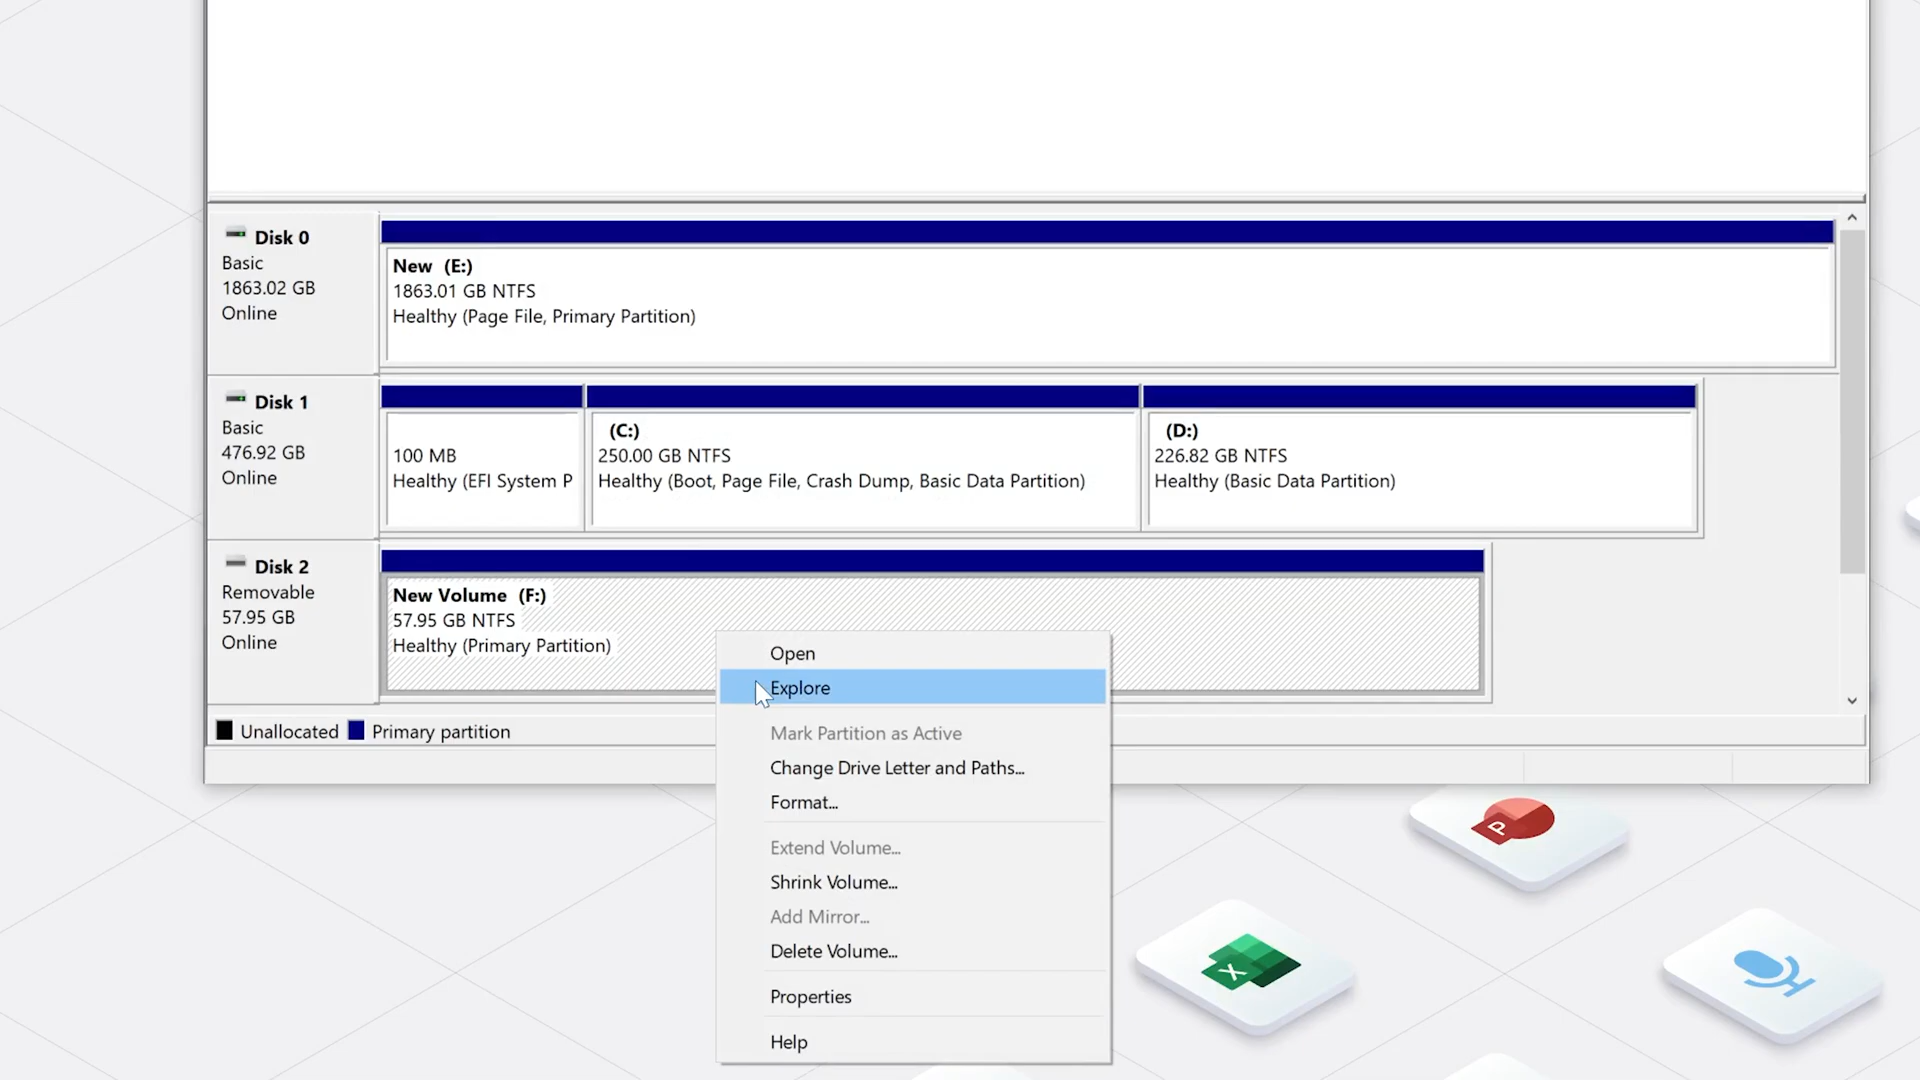 Disk 0
Basic
1863.02 GB
Online
New (E:)
1863.01 GB NTFS
Healthy (Page File, Primary Partition)
Disk 1
Basic
476.92 GB
Online
100 MB
Healthy (EFI System P
(C:)
250.00 GB NTFS
Healthy (Boot, Page File, Crash Dump, Basic Data Partition)
(D:)
226.82 GB NTFS
Healthy (Basic Data Partition)
Disk 2
Removable
57.95 GB
Online
New Volume (F:)
57.95 GB NTFS
Healthy (Primary Partition)
Unallocated Primary partition
Open
Explore
Mark Partition as Active
Change Drive Letter and Paths...
Format...
Extend Volume...
Shrink Volume...
Add Mirror...
Delete Volume...
Properties
Help
P
X